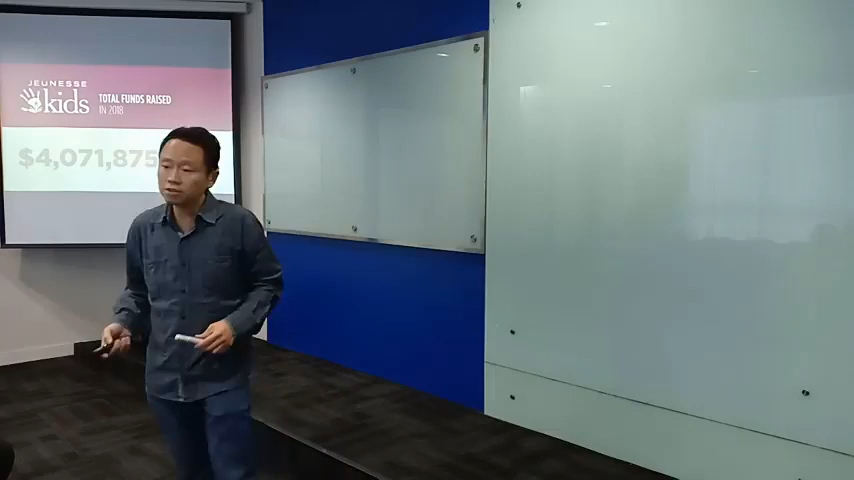 JEUNESSE
kids
TOTAL FUNDS RAISED
IN 2018
$4,071,875